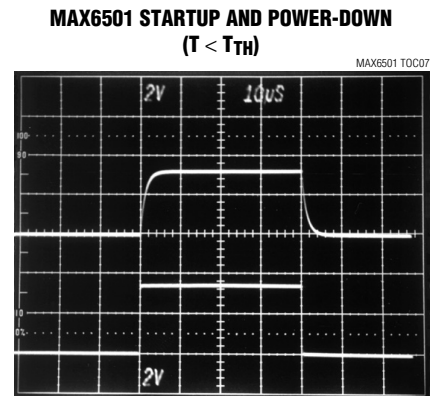 MAX6501 STARTUP AND POWER-DOWN
(T < TTH)
MAX6501 TOC07
2V 10uS
100
90
10
0%
2V